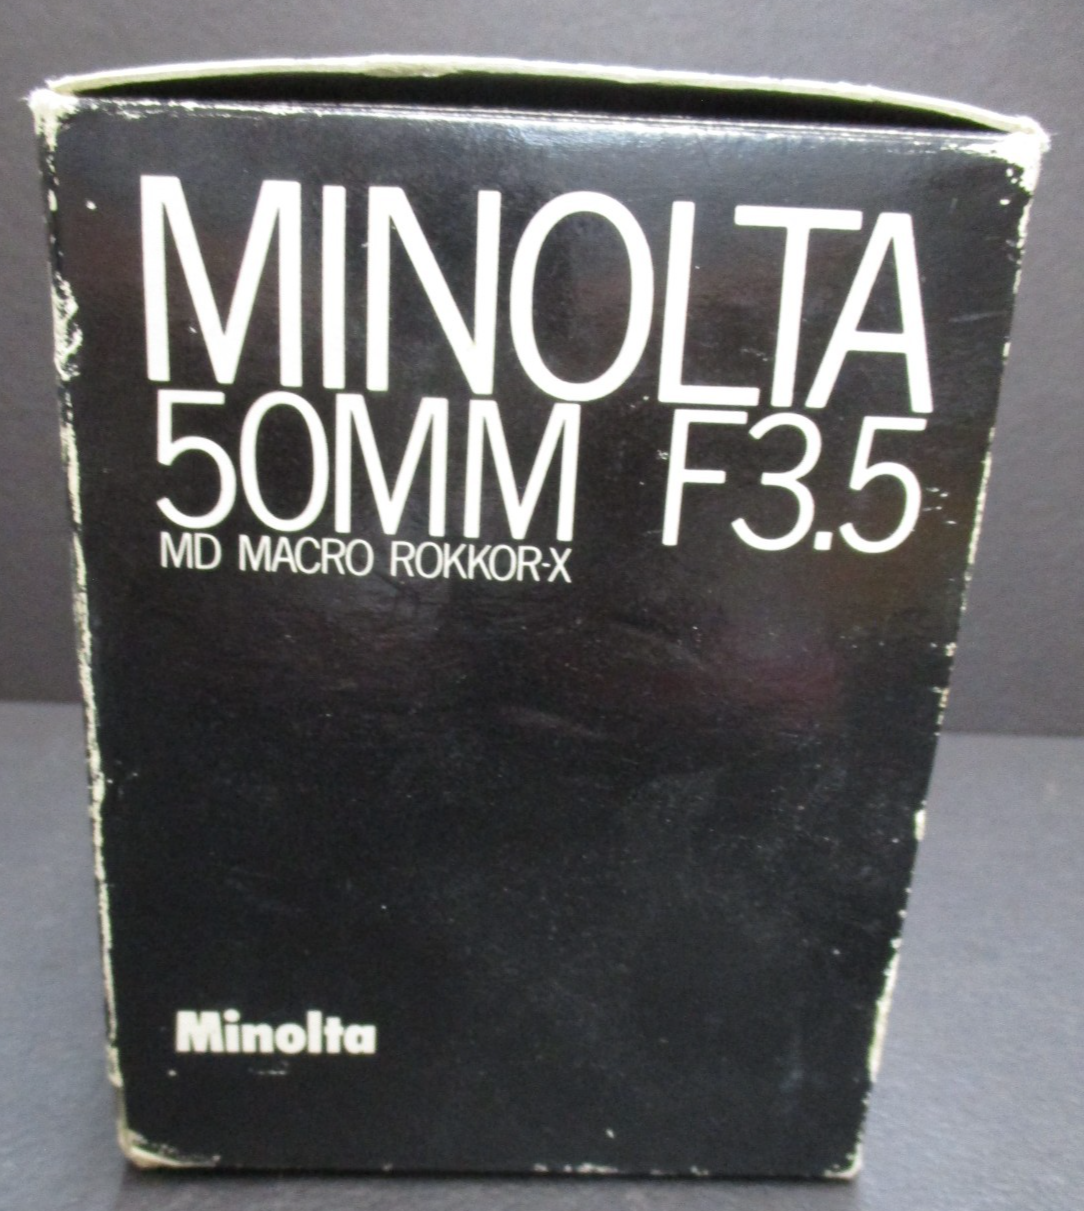 MINOLTA
50MM F3.5
MD MACRO ROKKOR-X
Minolta